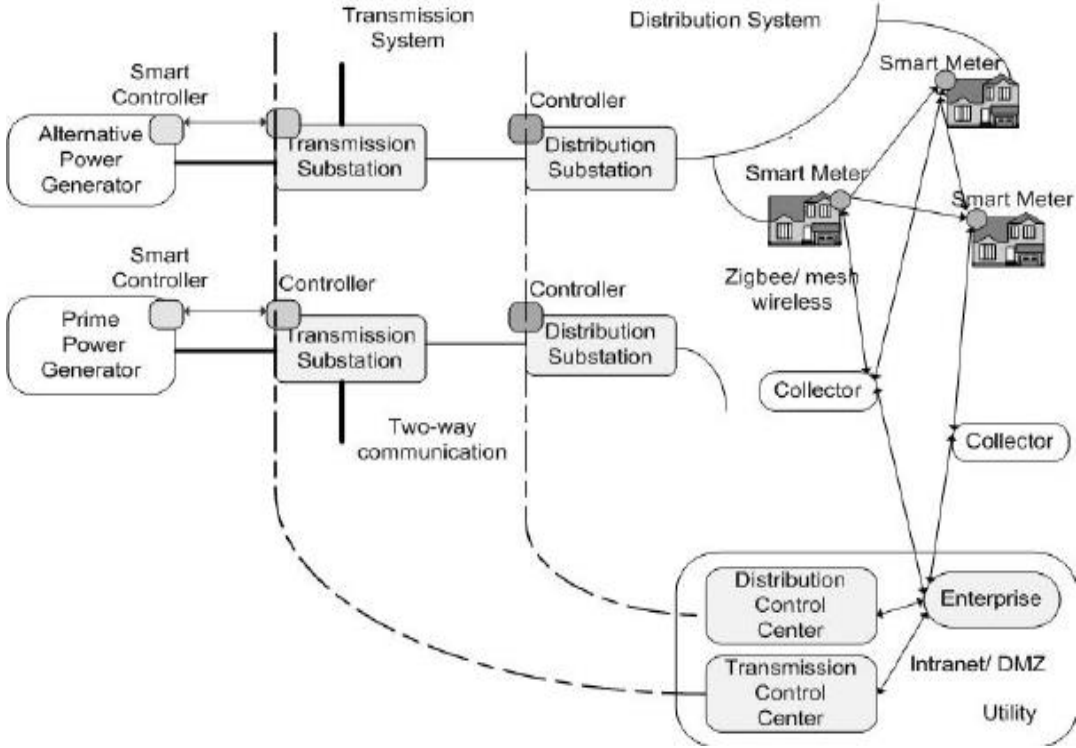 Transmission
System
Distribution System
Smart Meter
Smart
Controller
Controller
Alternative
Power
Generator
Transmission
Substation
Distribution
Substation
Smart Meter
Smart Meter
Smart
Controller
Controller
Controller
Zigbee/ mesh
wireless
Prime
Power
Generator
Transmission
Substation
Distribution
Substation
Collector
Two-way
communication
Collector
Distribution
Control
Center
Enterprise
Transmission
Control
Center
Intranet/ DMZ
Utility